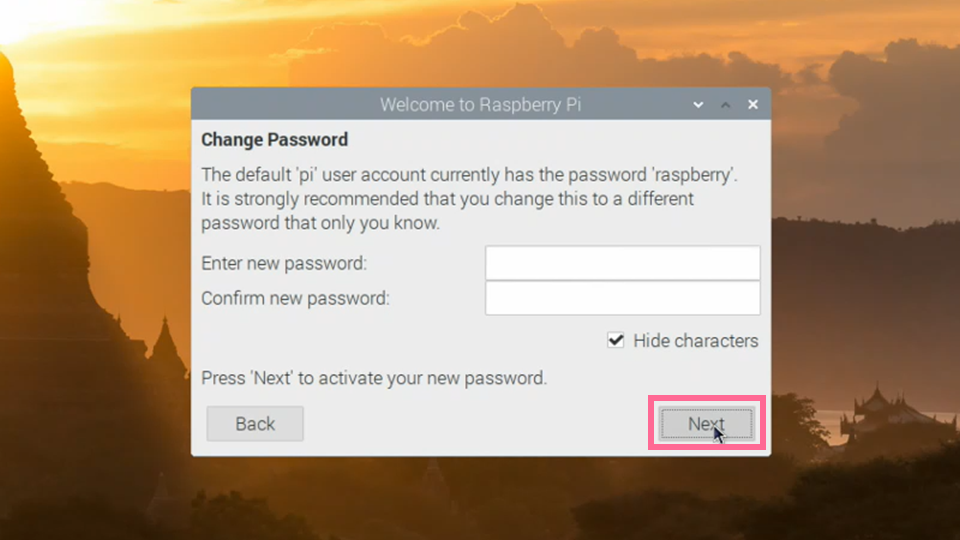 Welcome to Raspberry Pi
Change Password
The default 'pi' user account currently has the password 'raspberry'.
It is strongly recommended that you change this to a different
password that only you know.
Enter new password:
Confirm new password:
Hide characters
Press 'Next' to activate your new password.
Back
Next